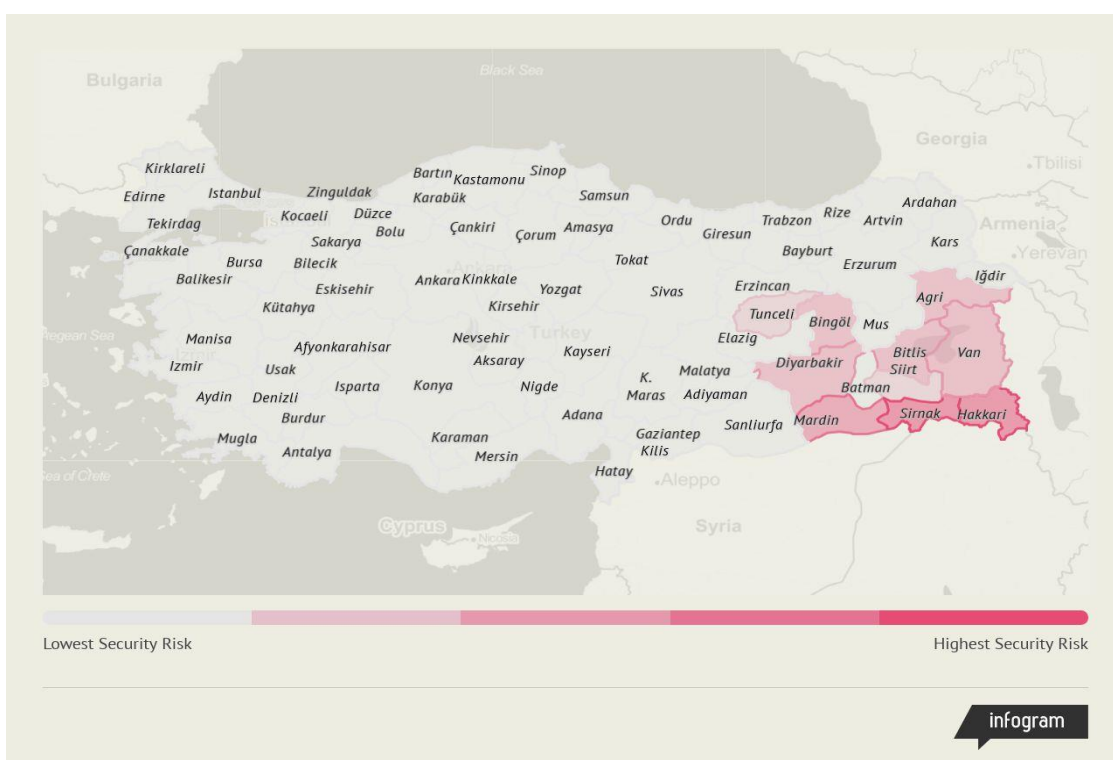 Bulgaria
Black Sea
Georgia
Tbilisi
Kirklareli
Bartın
Kastamonu
Sinop
Edirne
Istanbul
Zinguldak
Karabük
Samsun
Ardahan
Tekirdag
Kocaeli
Düzce
Bolu
Çankiri
Çorum
Amasya
Ordu
Giresun
Trabzon
Rize
Artvin
Armenia
Çanakkale
Sakarya
Bayburt
Kars
Yerevan
Bursa
Bilecik
Tokat
Erzurum
Balikesir
Eskisehir
Ankara
Kinkkale
Yozgat
Sivas
Erzincan
Iğdir
Agri
Kütahya
Kirsehir
Tunceli
Bingöl
Mus
Aegean Sea
Manisa
Izmir
Afyonkarahisar
Nevsehir
Turkey
Elazig
Izmir
Usak
Aksaray
Kayseri
Diyarbakir
Bitlis
Van
Siirt
Aydin
Denizli
Isparta
Konya
Nigde
K.
Maras
Malatya
Adiyaman
Batman
Burdur
Adana
Sanliurfa
Mardin
Sirnak
Hakkari
Mugla
Antalya
Karaman
Mersin
Gaziantep
Kilis
Hatay
Aleppo
Sea of Crete
Cyprus
Nicosia
Syria
Lowest Security Risk
Highest Security Risk
infogram